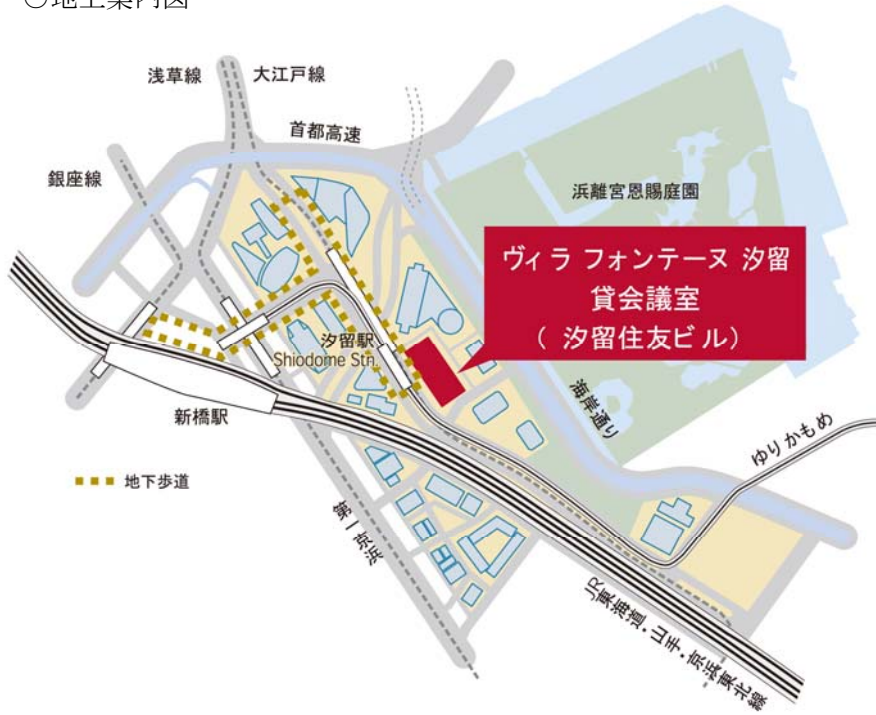 ○地上案内図
浅草線
大江戸線
首都高速
銀座線
浜離宮恩賜庭園
ヴィラ フォンテーヌ 汐留
貸会議室
（ 汐留住友ビル）
汐留駅
Shiodome Stn.
新橋駅
海岸通り
ゆりかもめ
地下歩道
第一京浜
JR東海道・山手・京浜東北線